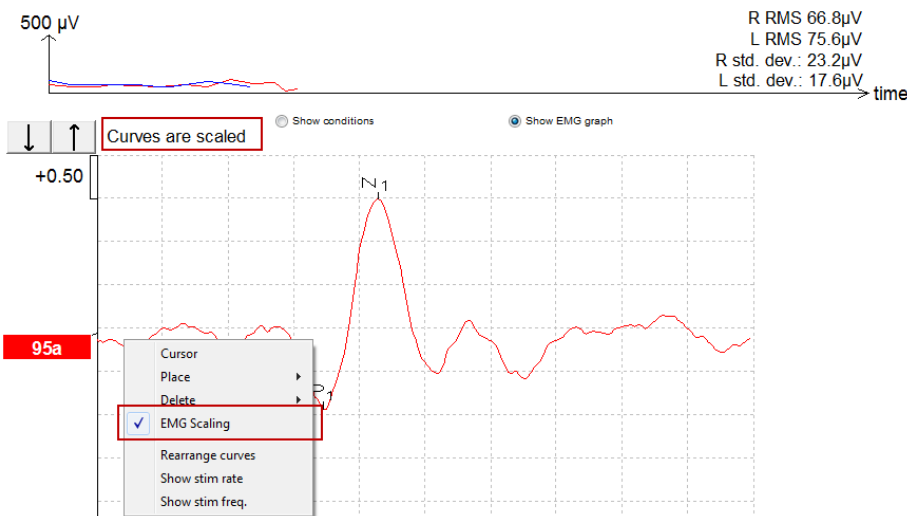 500 µV
R RMS 66.8µV
L RMS 75.6µV
R std. dev.: 23.2µV
L std. dev.: 17.6µV
time
Curves are scaled
Show conditions
Show EMG graph
+0.50
N1
95a
P1
Cursor
Place
Delete
EMG Scaling
Rearrange curves
Show stim rate
Show stim freq.